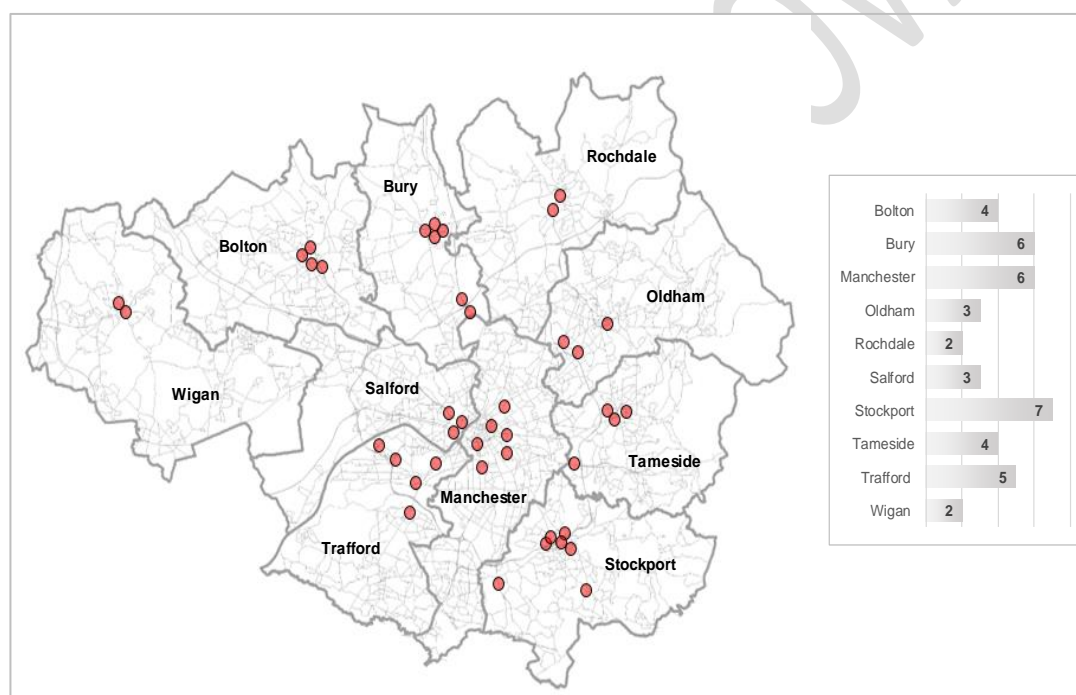 Rochdale
Bury
Bolton
Oldham
Wigan
Salford
Tameside
Manchester
Trafford
Stockport
Bolton 4
Bury 6
Manchester 6
Oldham 3
Rochdale 2
Salford 3
Stockport 7
Tameside 4
Trafford 5
Wigan 2